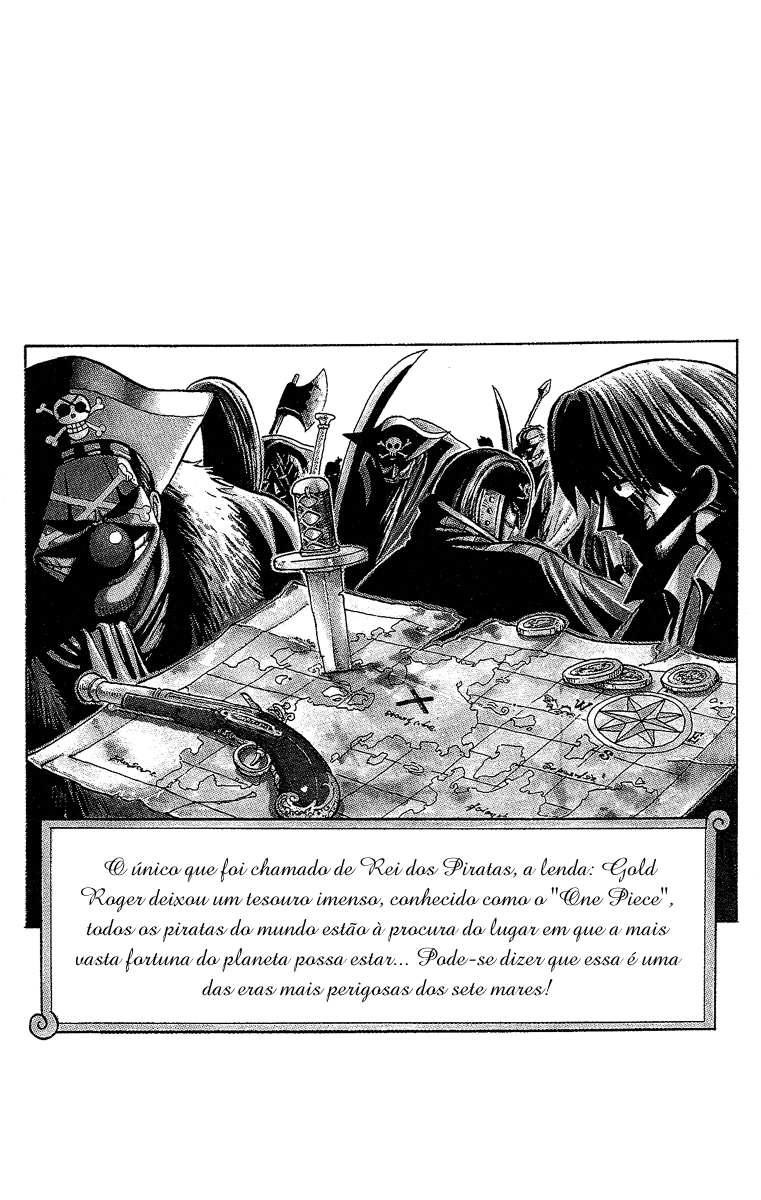 W
S
E
O único que foi chamado de Rei dos Piratas, a lenda: Gold
Roger deixou um tesouro imenso, conhecido como o "One Piece",
todos os piratas do mundo estão à procura do lugar em que a mais
vasta fortuna do planeta possa estar... Pode-se dizer que essa é uma
das eras mais perigosas dos sete mares!